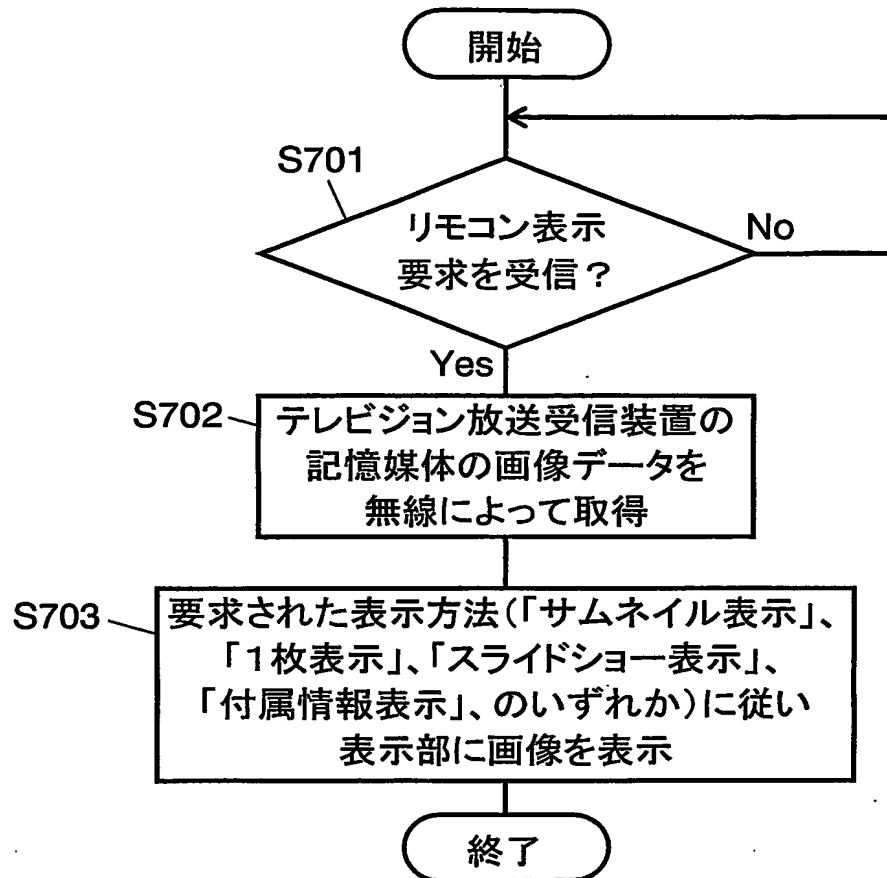 開始
S701
リモコン表示
要求を受信？
No
Yes
S702
テレビジョン放送受信装置の
記憶媒体の画像データを
無線によって取得
S703
要求された表示方法(「サムネイル表示」、
「1枚表示」、「スライドショー表示」、
「付属情報表示」、のいずれか)に従い
表示部に画像を表示
終了